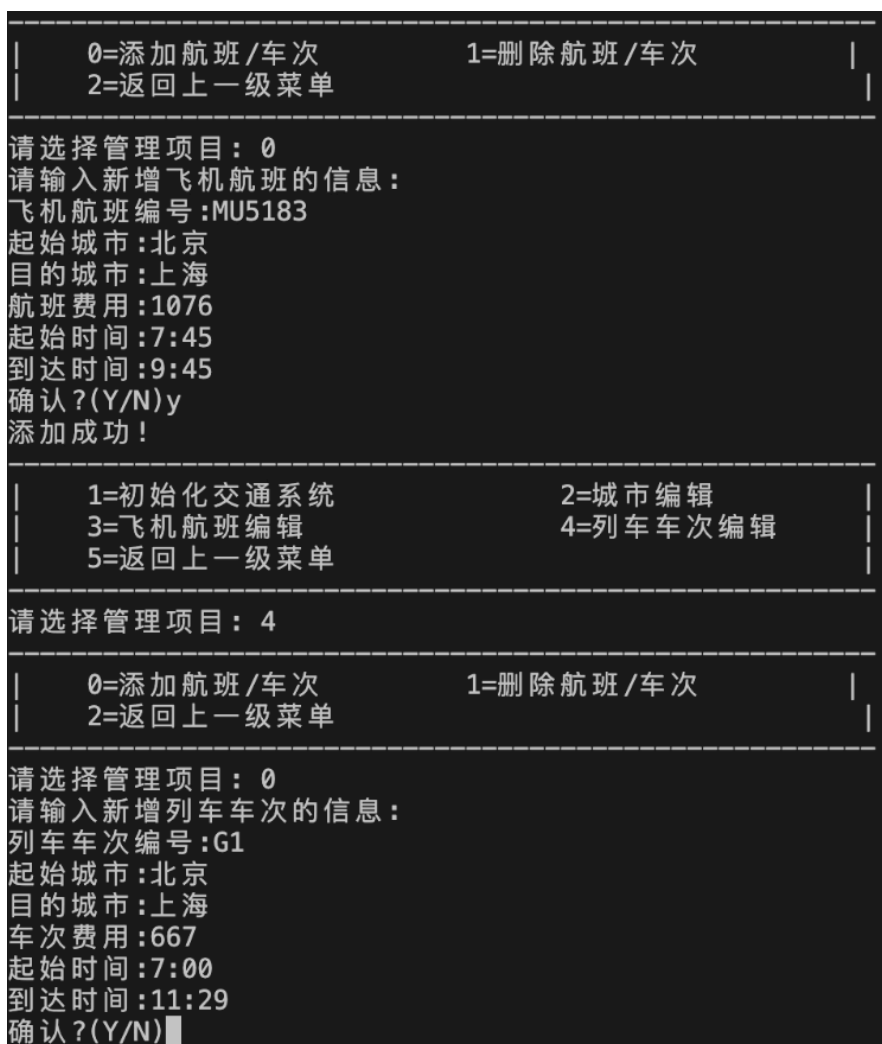 |    0=添加航班/车次    1=删除航班/车次    |
|    2=返回上一级菜单    |
请选择管理项目: 0
请输入新增飞机航班的信息:
飞机航班编号:MU5183
起始城市:北京
目的城市:上海
航班费用:1076
起始时间:7:45
到达时间:9:45
确认?(Y/N)y
添加成功!
|    1=初始化交通系统    2=城市编辑    |
|    3=飞机航班编辑    4=列车车次编辑    |
|    5=返回上一级菜单    |
请选择管理项目: 4
|    0=添加航班/车次    1=删除航班/车次    |
|    2=返回上一级菜单    |
请选择管理项目: 0
请输入新增列车车次的信息:
列车车次编号:G1
起始城市:北京
目的城市:上海
车次费用:667
起始时间:7:00
到达时间:11:29
确认?(Y/N)